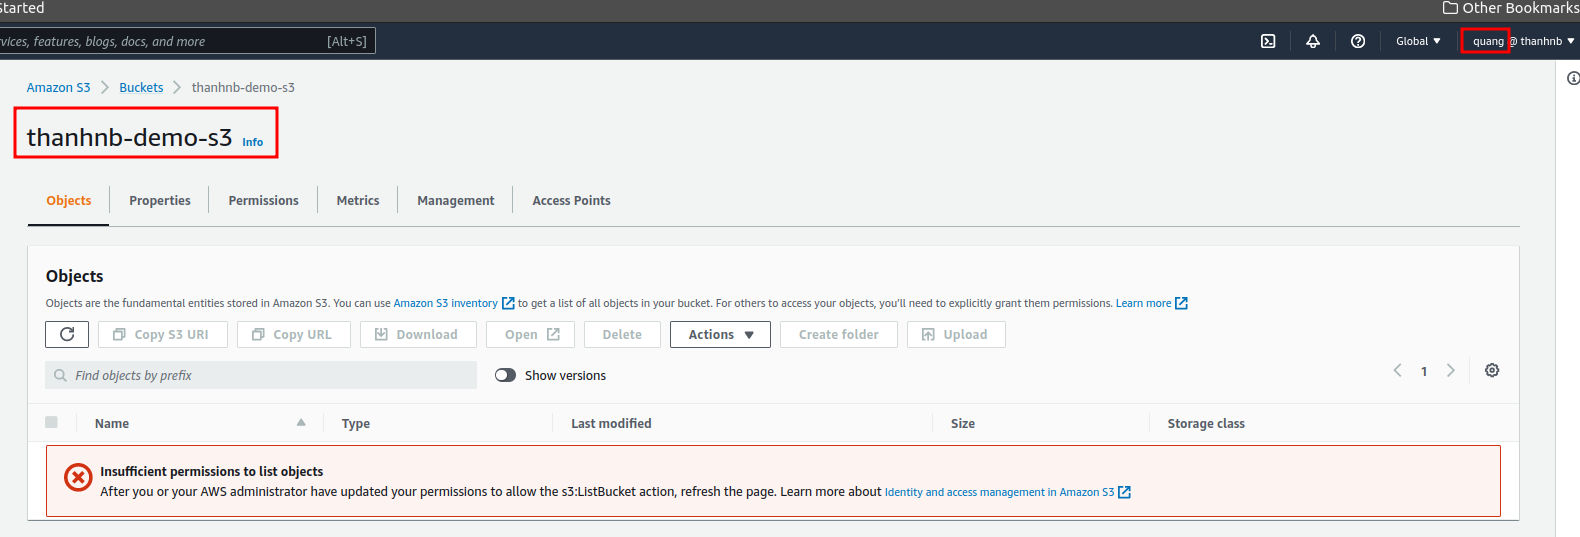 Started
Other Bookmarks
vices, features, blogs, docs, and more [Alt+S]
Global quang @ thanhnb
Amazon S3 Buckets thanhnb-demo-s3
thanhnb-demo-s3 Info
Objects Properties Permissions Metrics Management Access Points
Objects
Objects are the fundamental entities stored in Amazon S3. You can use Amazon S3 inventory to get a list of all objects in your bucket. For others to access your objects, you'll need to explicitly grant them permissions. Learn more
Copy S3 URI Copy URL Download Open Delete Actions Create folder Upload
Find objects by prefix Show versions 1
Name Type Last modified Size Storage class
Insufficient permissions to list objects
After you or your AWS administrator have updated your permissions to allow the s3:ListBucket action, refresh the page. Learn more about Identity and access management in Amazon S3